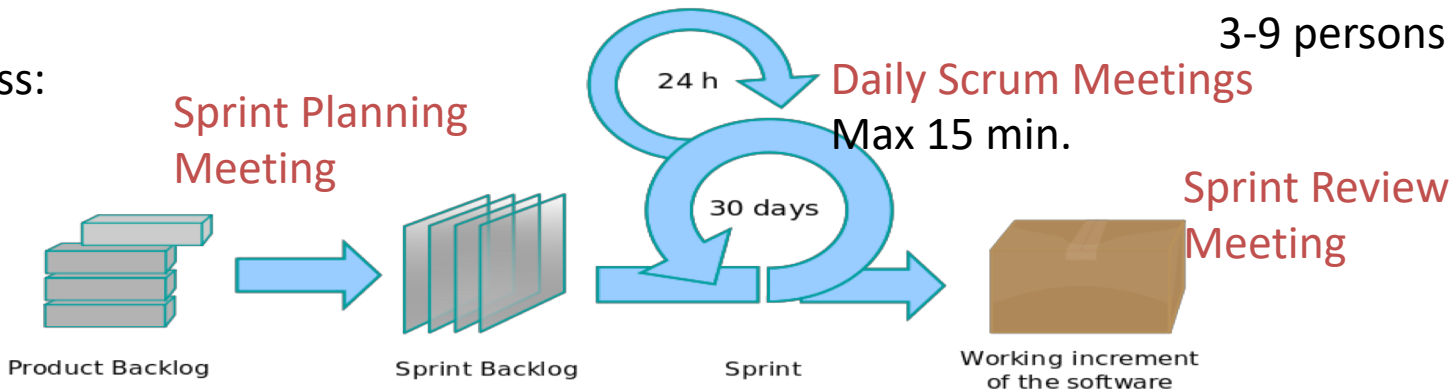 3-9 persons
ss:
Sprint Planning
Meeting
24 h
Daily Scrum Meetings
Max 15 min.
30 days
Sprint Review
Meeting
Product Backlog
Sprint Backlog
Sprint
Working increment
of the software